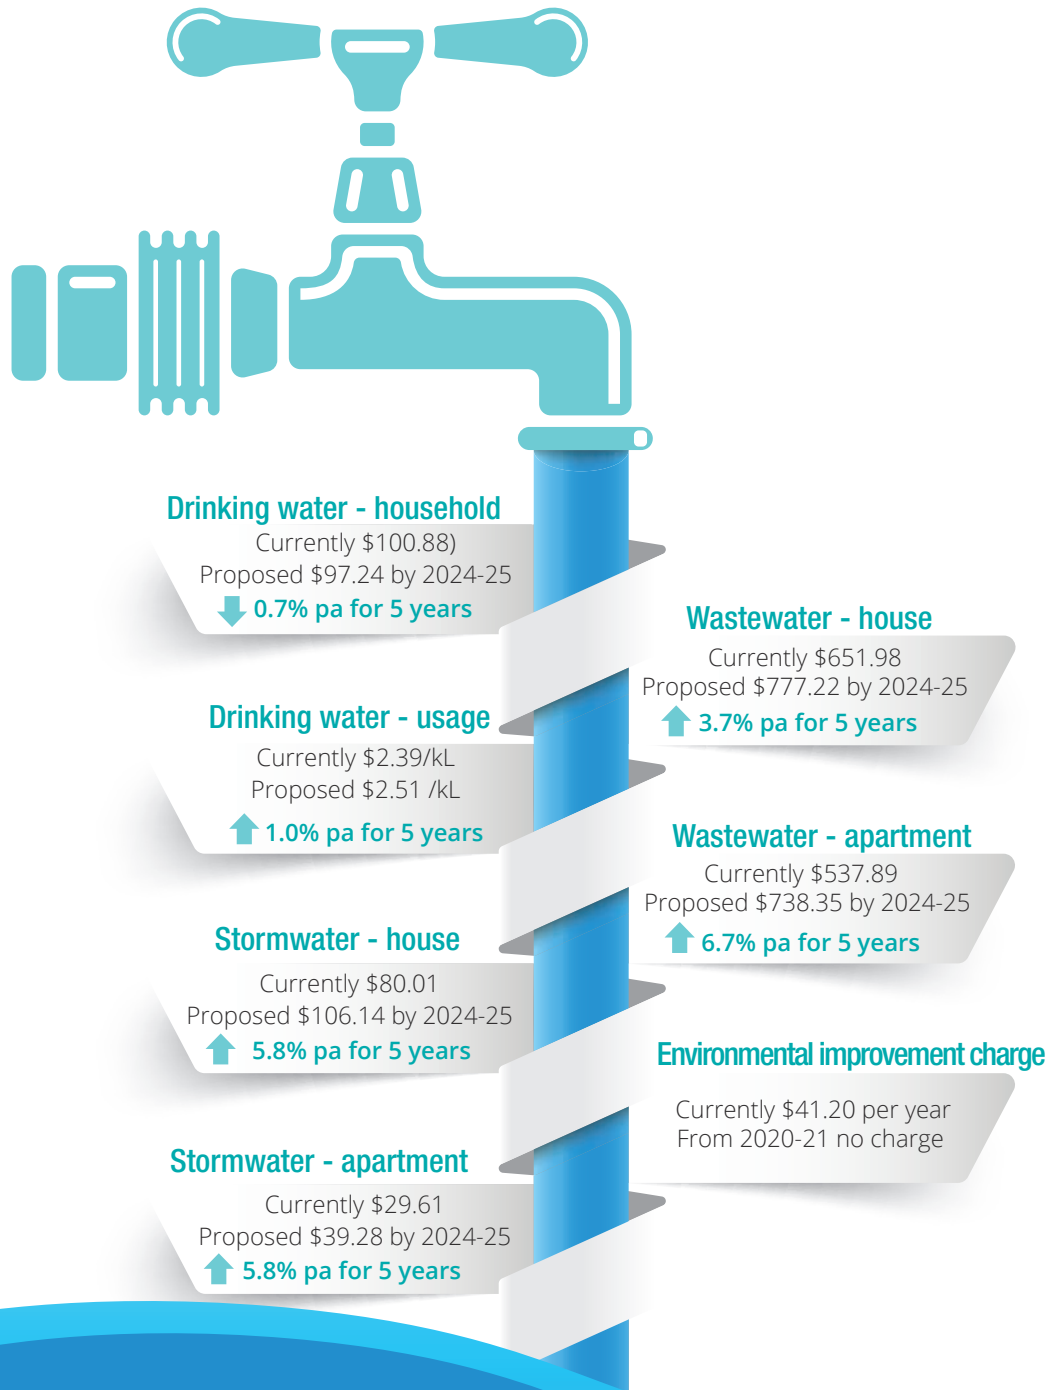 Drinking water - household
Currently $100.88)
Proposed $97.24 by 2024-25
0.7% pa for 5 years
Wastewater - house
Currently $651.98
Proposed $777.22 by 2024-25
3.7% pa for 5 years
Drinking water - usage
Currently $2.39/kL
Proposed $2.51 /kL
1.0% pa for 5 years
Wastewater - apartment
Currently $537.89
Proposed $738.35 by 2024-25
6.7% pa for 5 years
Stormwater - house
Currently $80.01
Proposed $106.14 by 2024-25
5.8% pa for 5 years
Environmental improvement charge
Currently $41.20 per year
From 2020-21 no charge
Stormwater - apartment
Currently $29.61
Proposed $39.28 by 2024-25
5.8% pa for 5 years